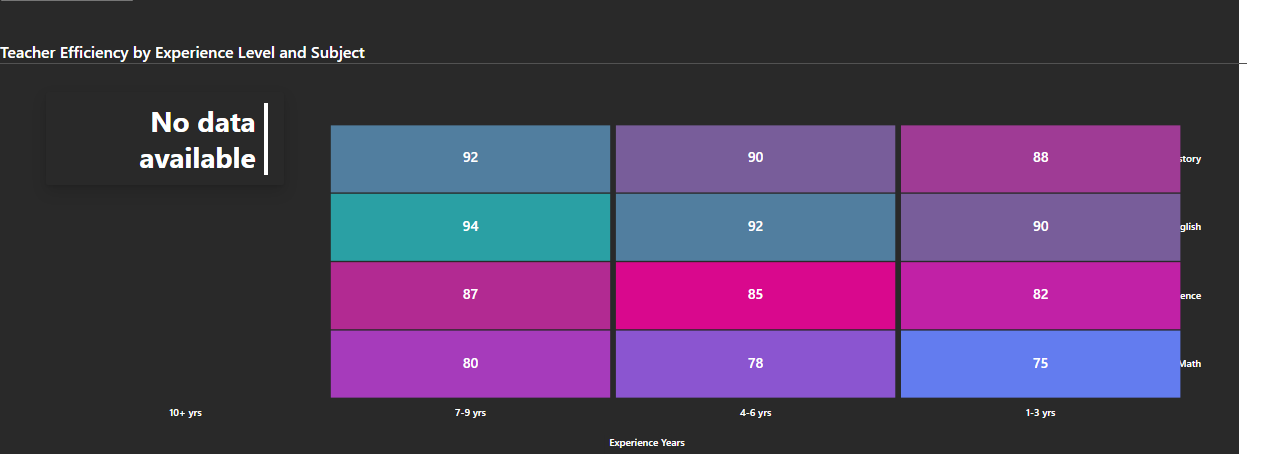 Teacher Efficiency by Experience Level and Subject
No data
available
92 90 88 story
94 92 90 glish
87 85 82 ence
80 78 75 Math
10+ yrs 7-9 yrs 4-6 yrs 1-3 yrs
Experience Years